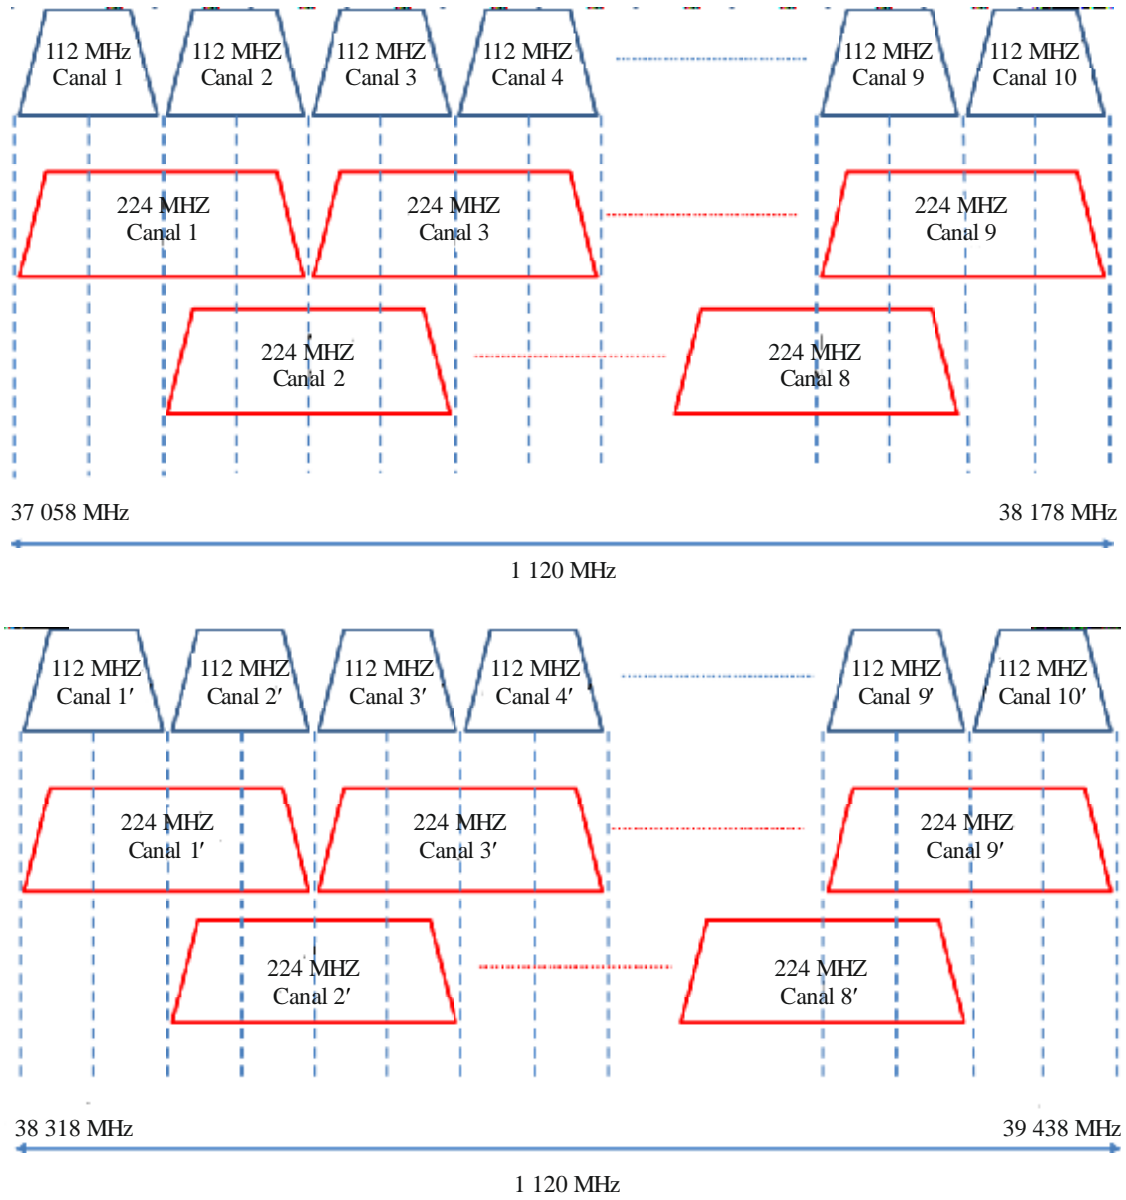 112 MHz
Canal 1
112 MHZ
Canal 2
112 MHZ
Canal 3
112 MHZ
Canal 4
112 MHZ
Canal 9
112 MHZ
Canal 10
224 MHZ
Canal 1
224 MHZ
Canal 3
224 MHZ
Canal 9
224 MHZ
Canal 2
224 MHZ
Canal 8
37 058 MHz
38 178 MHz
1 120 MHz
112 MHZ
Canal 1′
112 MHZ
Canal 2′
112 MHZ
Canal 3′
112 MHZ
Canal 4′
112 MHZ
Canal 9′
112 MHZ
Canal 10′
224 MHZ
Canal 1′
224 MHZ
Canal 3′
224 MHZ
Canal 9′
224 MHZ
Canal 2′
224 MHZ
Canal 8′
38 318 MHz
39 438 MHz
1 120 MHz